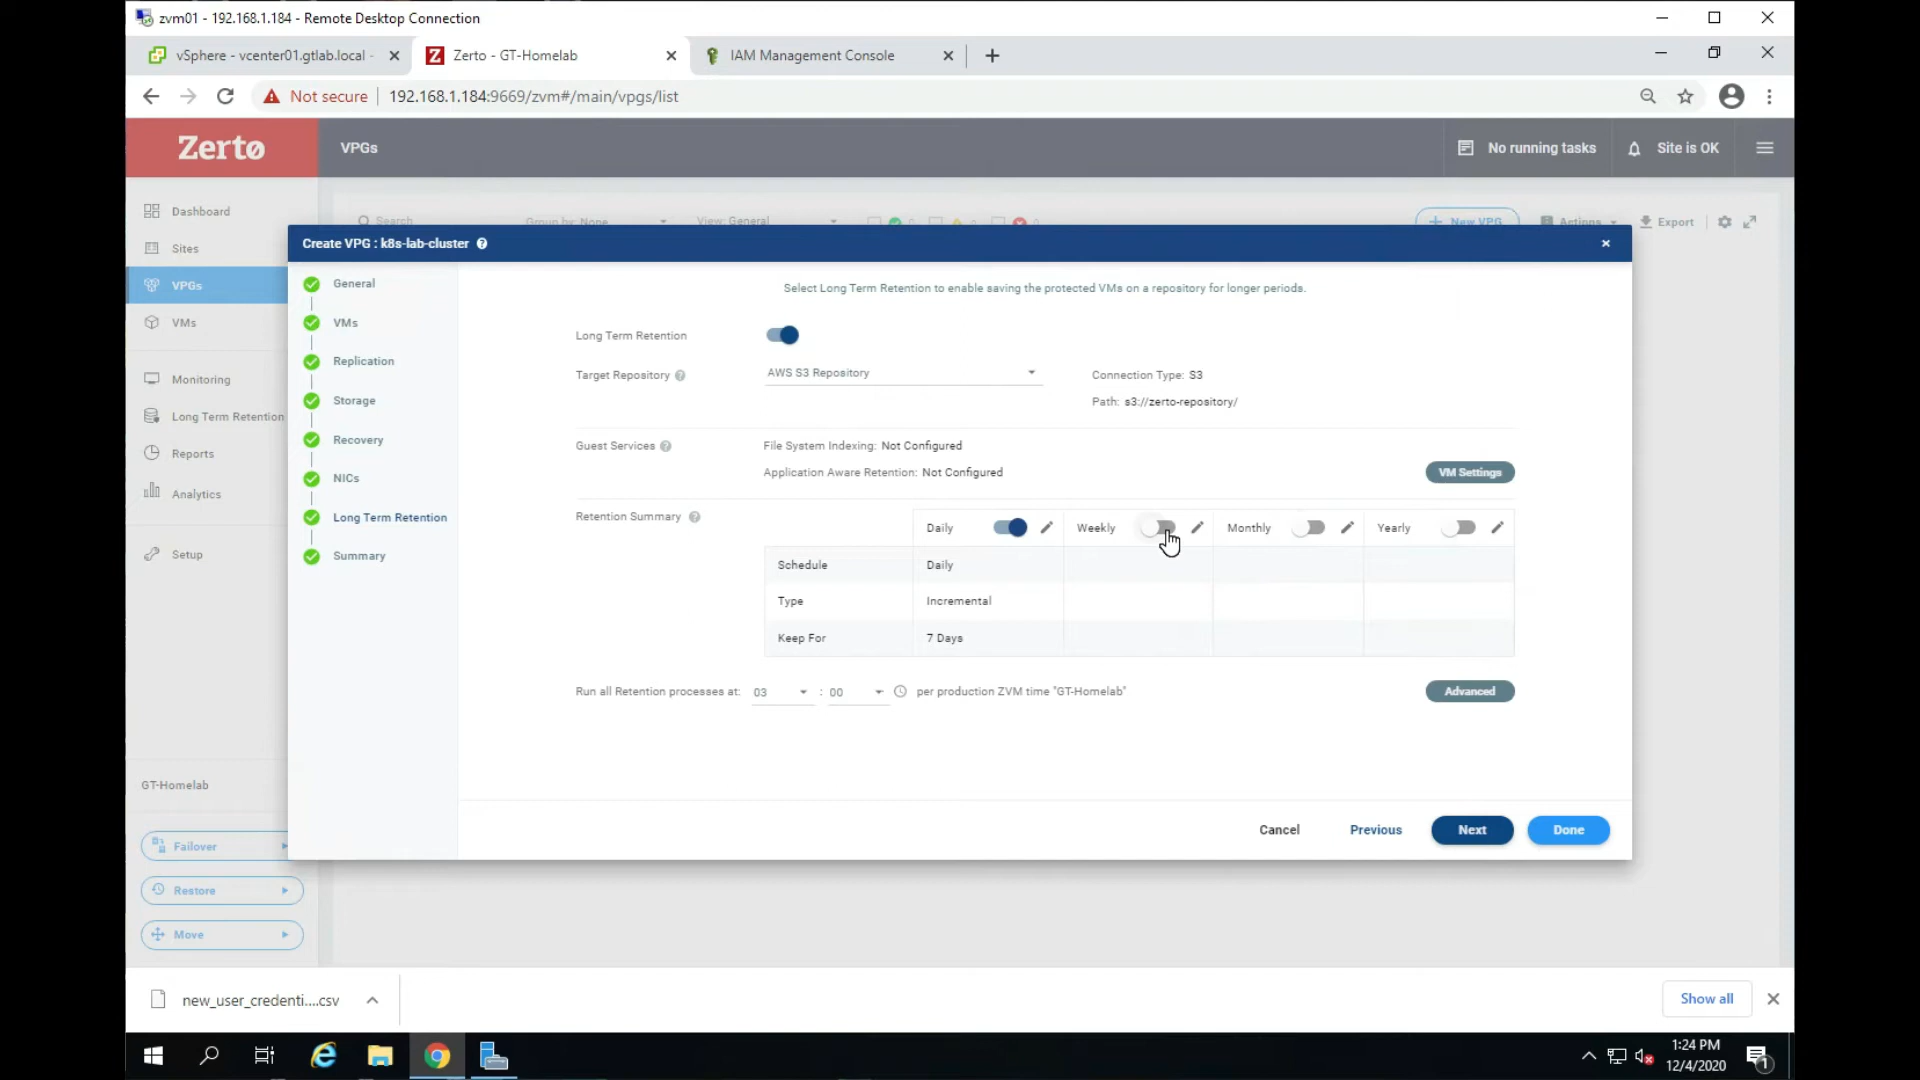 zvm01 - 192.168.1.184 - Remote Desktop Connection
vSphere - vcenter01.gtlab.local -
Zerto - GT-Homelab
IAM Management Console
Not secure 192.168.1.184:9669/zvm#/main/vpgs/list
Zerto
VPGs
No running tasks
Site is OK
Dashboard
Sites
VPGs
VMs
Monitoring
Long Term Retention
Reports
Analytics
Setup
GT-Homelab
Failover
Restore
Move
Search
Group by: None
View: General
New VPG
Actions
Export
Create VPG : k8s-lab-cluster
General
VMs
Replication
Storage
Recovery
NICs
Long Term Retention
Summary
Select Long Term Retention to enable saving the protected VMs on a repository for longer periods.
Long Term Retention
Target Repository AWS S3 Repository Connection Type: S3
Path: s3://zerto-repository/
Guest Services File System Indexing: Not Configured
Application Aware Retention: Not Configured
VM Settings
Retention Summary
Daily Weekly Monthly Yearly
Schedule Daily
Type Incremental
Keep For 7 Days
Run all Retention processes at: 03 : 00 per production ZVM time "GT-Homelab"
Advanced
Cancel Previous Next Done
new_user_credenti....csv
Show all
1:24 PM
12/4/2020
1